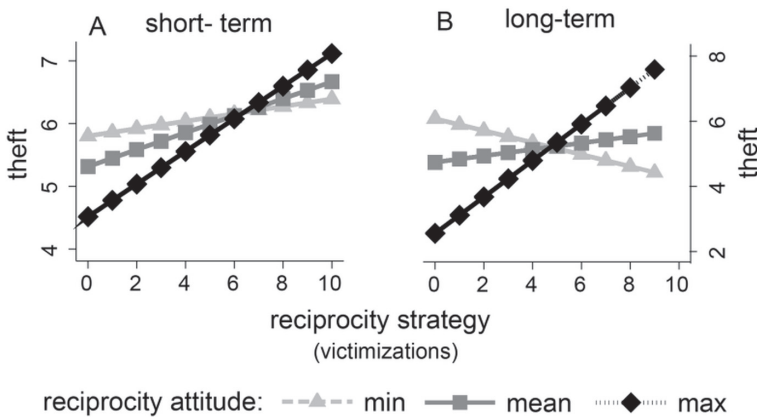 A short- term
B long-term
theft
7
6
5
4
0 2 4 6 8 10
8
6
4
2
theft
0 2 4 6 8 10
reciprocity strategy
(victimizations)
reciprocity attitude: min mean max